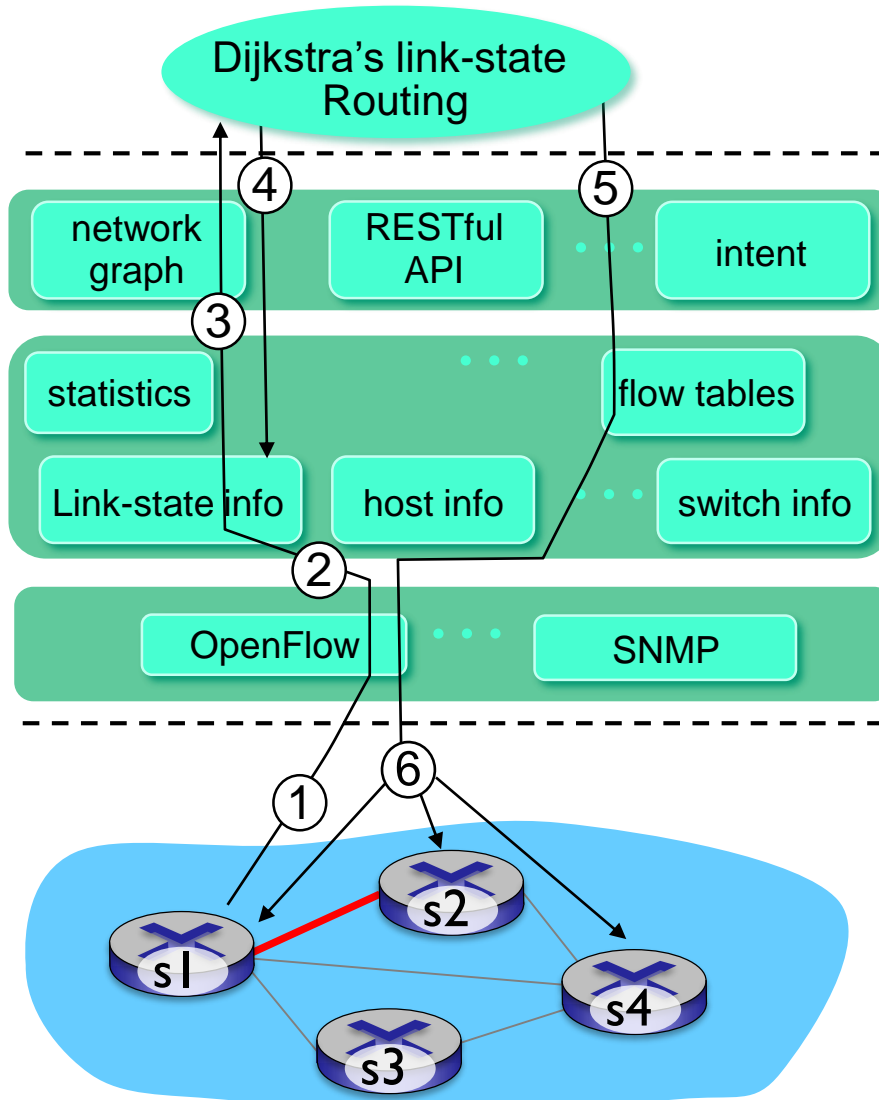 Dijkstra's link-state
Routing
4
5
network
graph
RESTful
API
intent
3
statistics
flow tables
Link-state info
host info
switch info
2
OpenFlow
SNMP
1
6
s2
s1
s4
s3